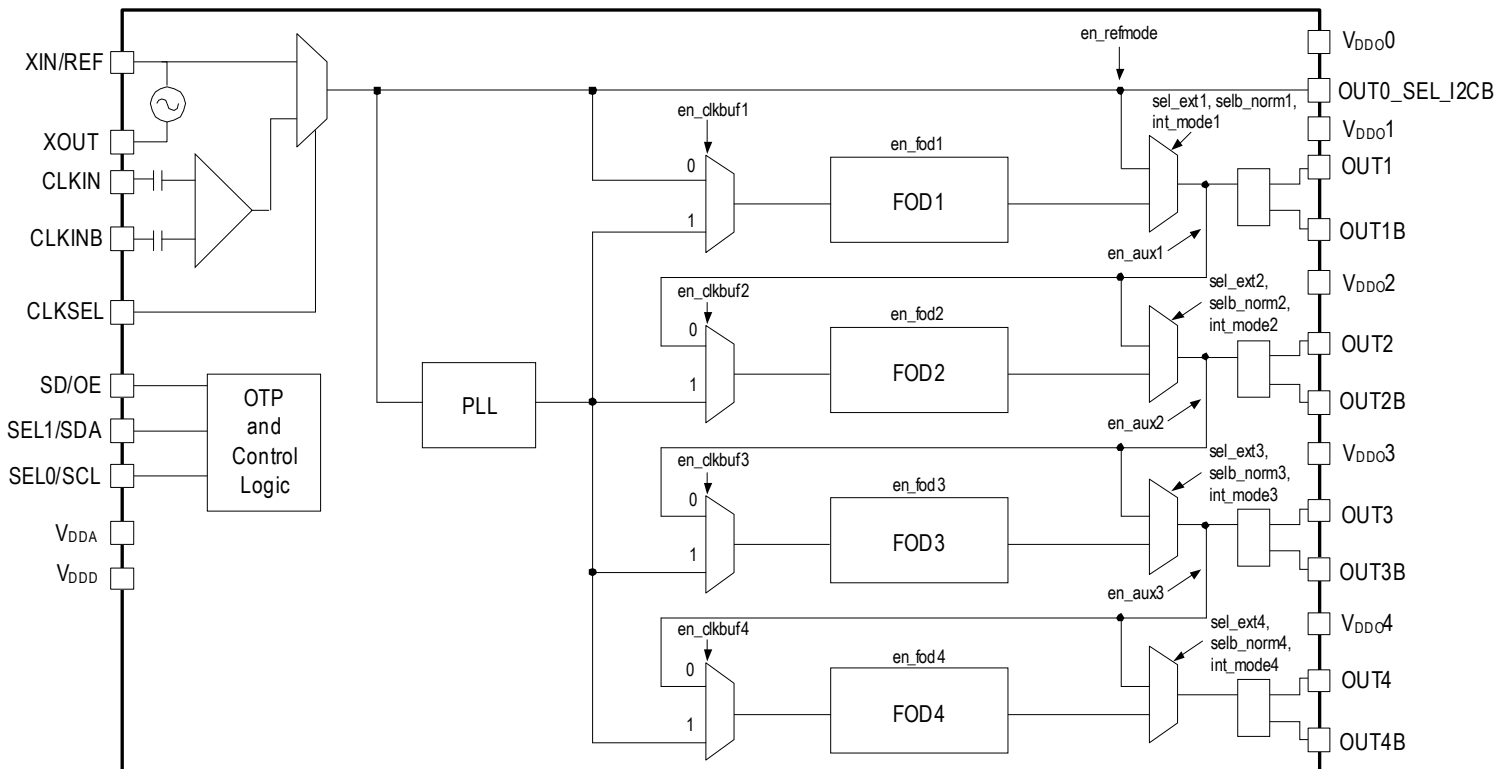 XIN/REF
XOUT
CLKIN
CLKINB
CLKSEL
SD/OE
SEL1/SDA
SEL0/SCL
VDDA
VDDD
OTP
and
Control
Logic
PLL
en_refmode
en_clkbuf1
0
1
en_fod1
FOD1
sel_ext1, selb_norm1,
int_mode1
en_aux1
en_clkbuf2
0
1
en_fod2
FOD2
sel_ext2,
selb_norm2,
int_mode2
en_aux2
en_clkbuf3
0
1
en_fod3
FOD3
sel_ext3,
selb_norm3,
int_mode3
en_aux3
en_clkbuf4
0
1
en_fod4
FOD4
sel_ext4,
selb_norm4,
int_mode4
VDDO0
OUT0_SEL_I2CB
VDDO1
OUT1
OUT1B
VDDO2
OUT2
OUT2B
VDDO3
OUT3
OUT3B
VDDO4
OUT4
OUT4B